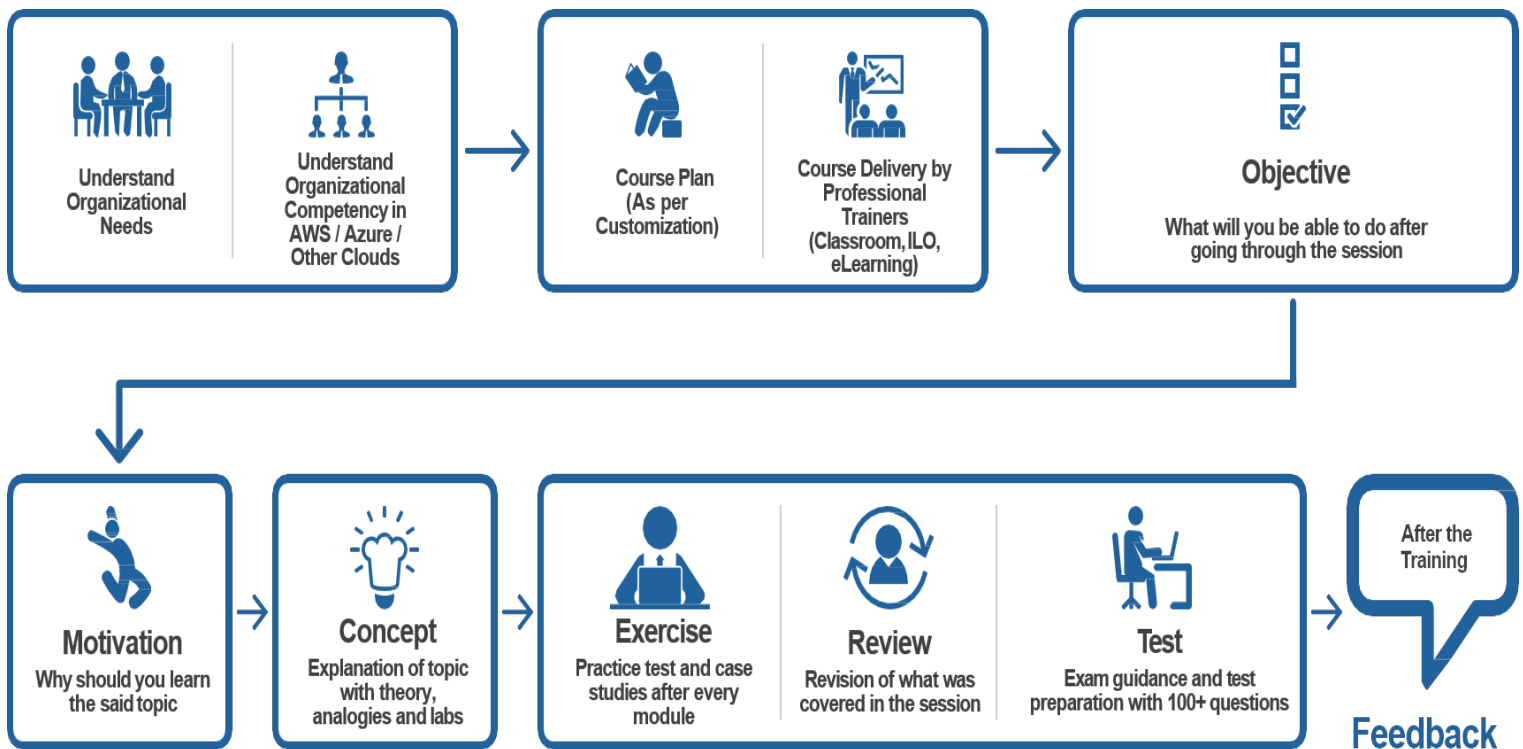 Understand
Organizational
Needs
Understand
Organizational
Competency in
AWS / Azure /
Other Clouds
Course Plan
(As per
Customization)
Course Delivery by
Professional
Trainers
(Classroom, ILO,
eLearning)
Objective
What will you be able to do after
going through the session
Motivation
Why should you learn
the said topic
Concept
Explanation of topic
with theory,
analogies and labs
Exercise
Practice test and case
studies after every
module
Review
Revision of what was
covered in the session
Test
Exam guidance and test
preparation with 100+ questions
After the
Training
Feedback